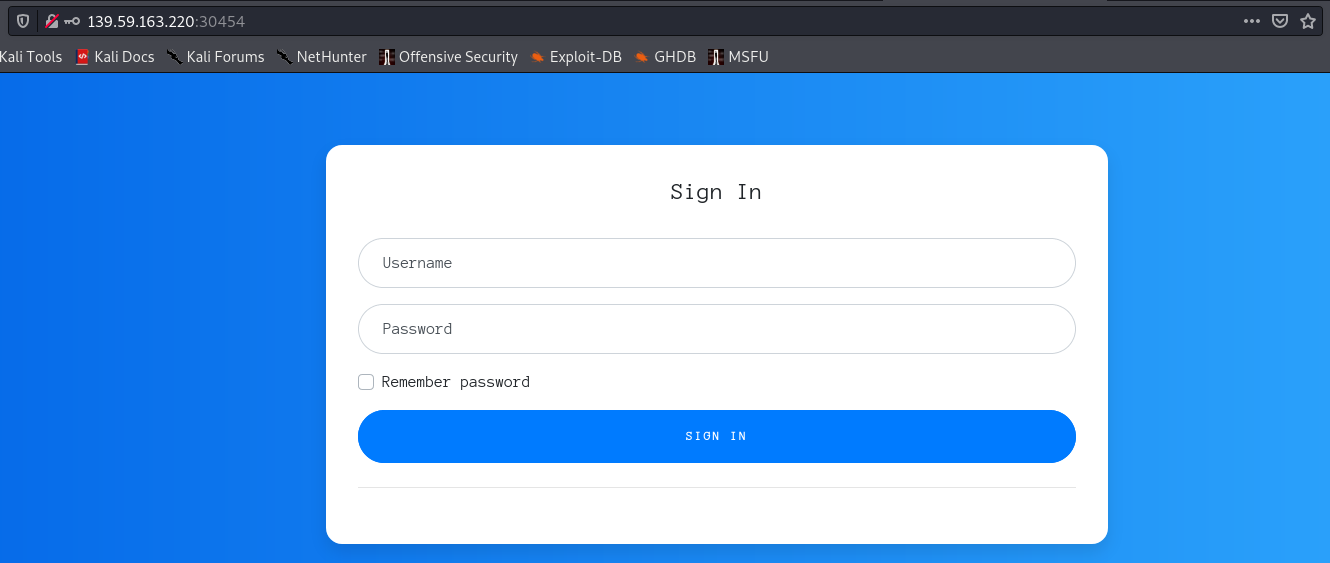 139.59.163.220:30454
Kali Tools Kali Docs Kali Forums NetHunter Offensive Security Exploit-DB GHDB MSFU
Sign In
Username
Password
Remember password
SIGN IN